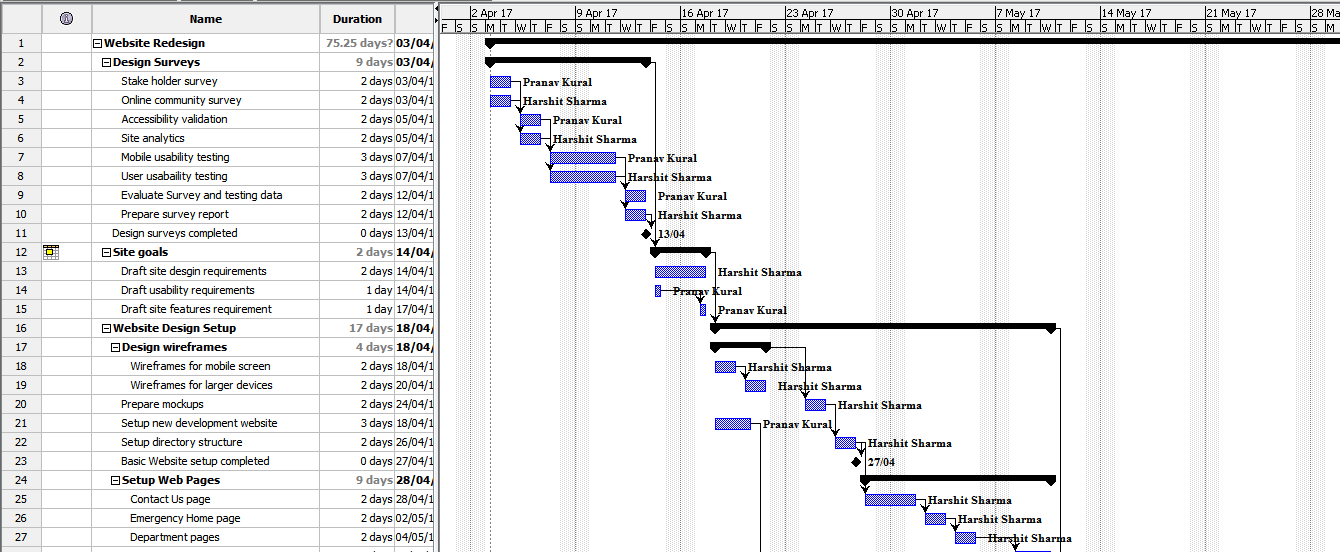 Name Duration 2 Apr 17 9 Apr 17 16 Apr 17 23 Apr 17 30 Apr 17 7 May 17 14 May 17 21 May 17 28 May
F S S M T W T F S S M T W T F S S M T W T F S S M T W T F S S M T W T F S S M T W T F S S M T W T F S S M T W T F S S M T
1 Website Redesign 75.25 days? 03/04/
2 Design Surveys 9 days 03/04/
3 Stake holder survey 2 days 03/04/1 Pranav Kural
4 Online community survey 2 days 03/04/1 Harshit Sharma
5 Accessibility validation 2 days 05/04/1 Pranav Kural
6 Site analytics 2 days 05/04/1 Harshit Sharma
7 Mobile usability testing 3 days 07/04/1 Pranav Kural
8 User usabaility testing 3 days 07/04/1 Harshit Sharma
9 Evaluate Survey and testing data 2 days 12/04/1 Pranav Kural
10 Prepare survey report 2 days 12/04/1 Harshit Sharma
11 Design surveys completed 0 days 13/04/1 13/04
12 Site goals 2 days 14/04/
13 Draft site desgin requirements 2 days 14/04/1 Harshit Sharma
14 Draft usability requirements 1 day 14/04/1 Pranav Kural
15 Draft site features requirement 1 day 17/04/1 Pranav Kural
16 Website Design Setup 17 days 18/04/
17 Design wireframes 4 days 18/04/
18 Wireframes for mobile screen 2 days 18/04/1 Harshit Sharma
19 Wireframes for larger devices 2 days 20/04/1 Harshit Sharma
20 Prepare mockups 2 days 24/04/1 Harshit Sharma
21 Setup new development website 3 days 18/04/1 Pranav Kural
22 Setup directory structure 2 days 26/04/1 Harshit Sharma
23 Basic Website setup completed 0 days 27/04/1 27/04
24 Setup Web Pages 9 days 28/04/
25 Contact Us page 2 days 28/04/1 Harshit Sharma
26 Emergency Home page 2 days 02/05/1 Harshit Sharma
27 Department pages 2 days 04/05/1 Harshit Sharma